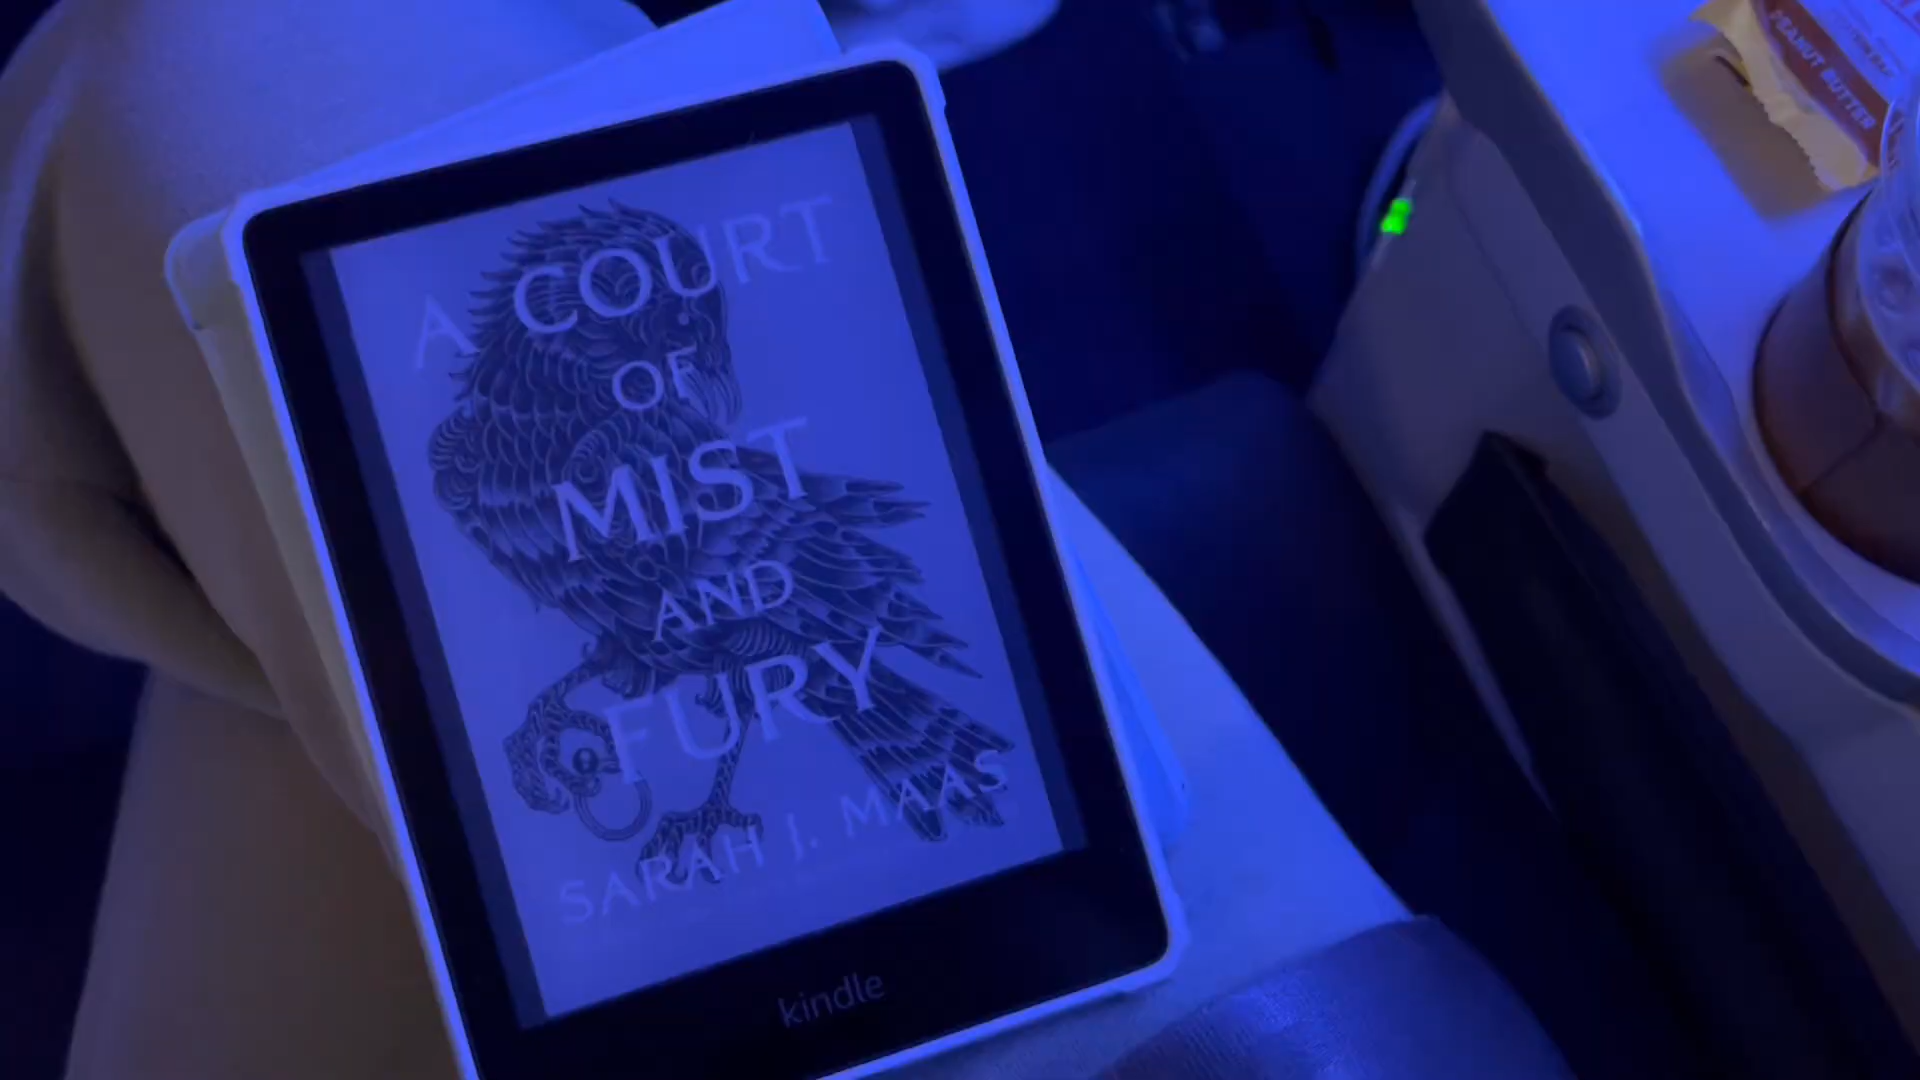 A COURT
OF
MIST
AND
FURY
SARAH J. MAAS
kindle
PEANUT BUTTER